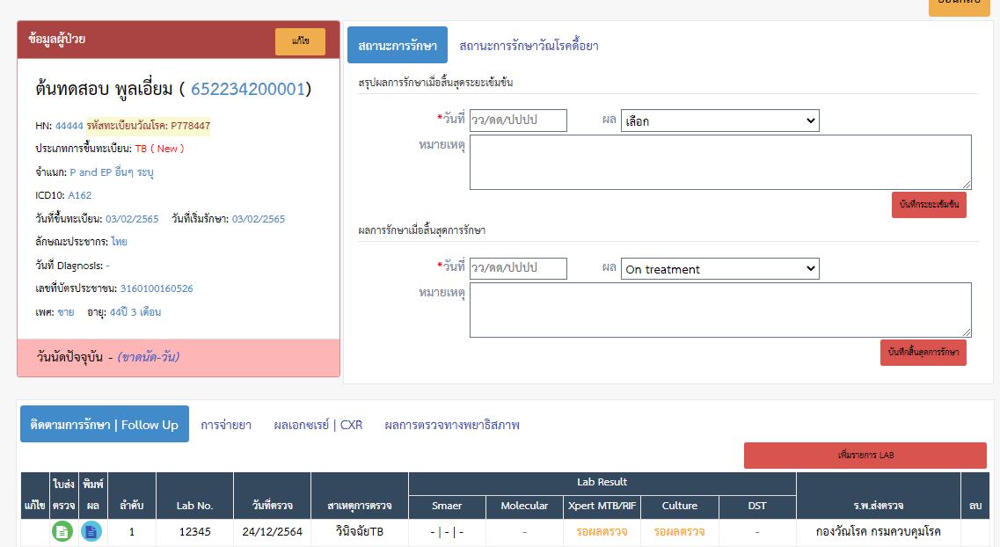 ข้อมูลผู้ป่วย
แก้ไข
ต้นทดสอบ พูลเอี่ยม ( 652234200001)
HN: 44444 รหัสทะเบียนวัณโรค: P778447
ประเภทการขึ้นทะเบียน: TB ( New )
จำแนก: P and EP อื่นๆ ระบุ
ICD10: A162
วันที่ขึ้นทะเบียน: 03/02/2565 วันที่เริ่มรักษา: 03/02/2565
ลักษณะประชากร: ไทย
วันที่ Diagnosis: -
เลขที่บัตรประชาชน: 3160100160526
เพศ: ชาย อายุ: 44ปี 3 เดือน
วันนัดปัจจุบัน - (ขาดนัด-วัน)
สถานะการรักษา สถานะการรักษาวัณโรคดื้อยา
สรุปผลการรักษาเมื่อสิ้นสุดระยะเข้มข้น
*วันที่ วว/ดด/ปปปป ผล เลือก
หมายเหตุ
บันทึกระยะเข้มข้น
ผลการรักษาเมื่อสิ้นสุดการรักษา
*วันที่ วว/ดด/ปปปป ผล On treatment
หมายเหตุ
บันทึกสิ้นสุดการรักษา
ติดตามการรักษา | Follow Up การจ่ายยา ผลเอกซเรย์ | CXR ผลการตรวจทางพยาธิสภาพ
เพิ่มรายการ LAB
แก้ไข ใบส่งตรวจ พิมพ์ผล ลำดับ Lab No. วันที่ตรวจ สาเหตุการตรวจ Lab Result ร.พ.ส่งตรวจ ลบ
Smaer Molecular Xpert MTB/RIF Culture DST
1 12345 24/12/2564 วินิจฉัยTB - | - | - - รอผลตรวจ รอผลตรวจ - กองวัณโรค กรมควบคุมโรค